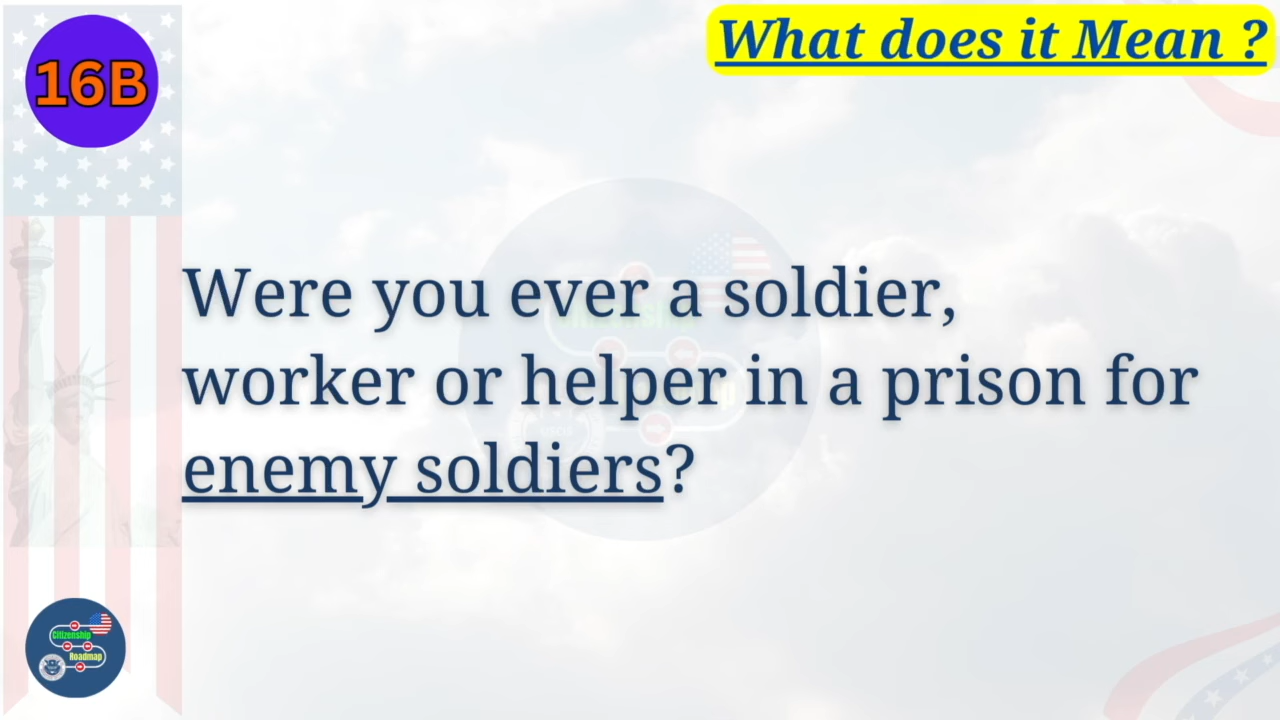 What does it Mean ?
16B
Were you ever a soldier,
worker or helper in a prison for
enemy soldiers?
Citizenship
Roadmap